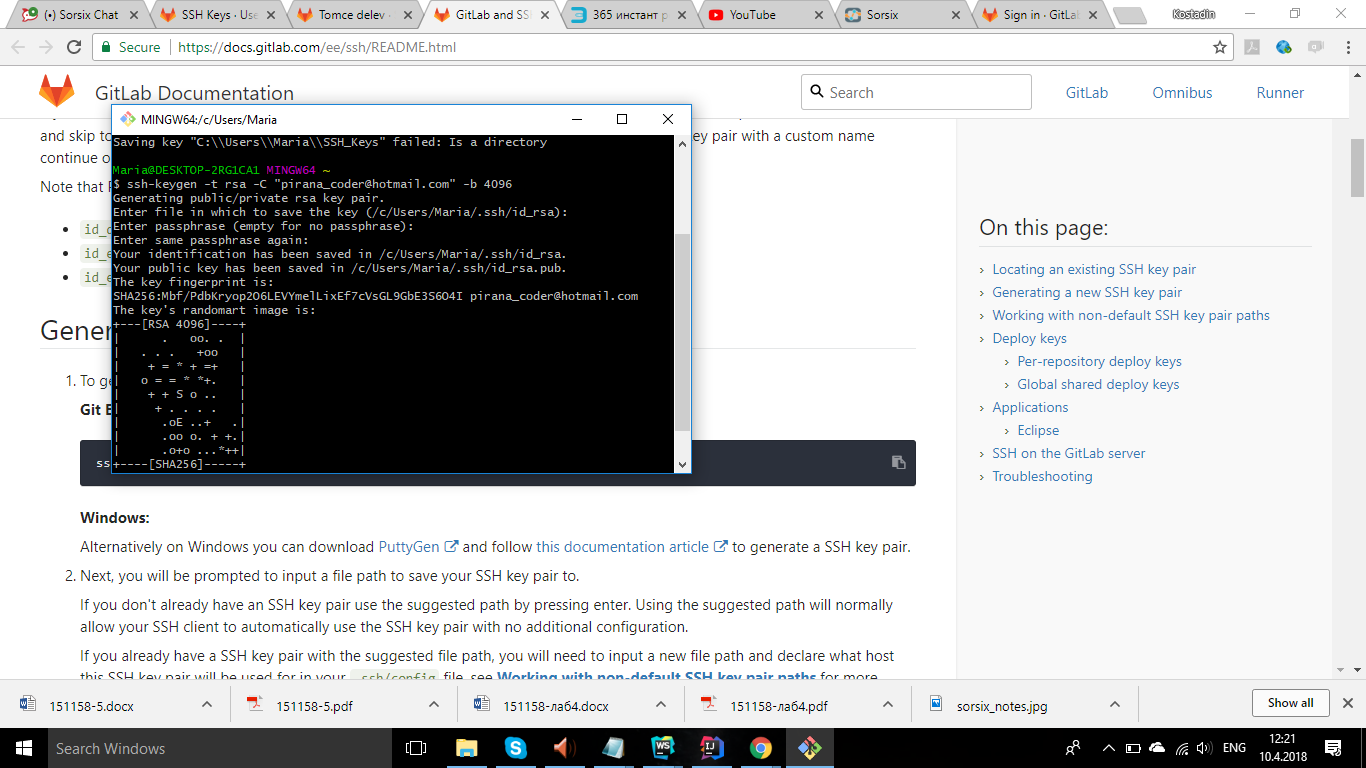 (•) Sorsix Chat
SSH Keys · Use
Tomce delev ·
GitLab and SS
365 инстант р
YouTube
Sorsix
Sign in · GitLa
Kostadin
Secure
https://docs.gitlab.com/ee/ssh/README.html
GitLab Documentation
Search
GitLab
Omnibus
Runner
and skip to
ey pair with a custom name
continue o
Note that
id_
id_e
id_e
MINGW64:/c/Users/Maria
Saving key "C:\\Users\\Maria\\SSH_Keys" failed: Is a directory
Maria@DESKTOP-2RG1CA1 MINGW64 ~
$ ssh-keygen -t rsa -C "pirana_coder@hotmail.com" -b 4096
Generating public/private rsa key pair.
Enter file in which to save the key (/c/Users/Maria/.ssh/id_rsa):
Enter passphrase (empty for no passphrase):
Enter same passphrase again:
Your identification has been saved in /c/Users/Maria/.ssh/id_rsa.
Your public key has been saved in /c/Users/Maria/.ssh/id_rsa.pub.
The key fingerprint is:
SHA256:Mbf/PdbKryop2O6LEVYmelLixEf7cVsGL9GbE3S6O4I pirana_coder@hotmail.com
The key's randomart image is:
+---[RSA 4096]----+
|      .   oo. .  |
|   . . .   +oo   |
|    + = * + =+   |
|   o = = * *+.   |
|    + + S o ..   |
|     + . . . .   |
|      .oE ..+   .|
|      .oo o. + +.|
|      .o+o ...*++|
+----[SHA256]-----+
Gener
1. To ge
Git B
ss
Windows:
Alternatively on Windows you can download PuttyGen and follow this documentation article to generate a SSH key pair.
2. Next, you will be prompted to input a file path to save your SSH key pair to.
If you don't already have an SSH key pair use the suggested path by pressing enter. Using the suggested path will normally
allow your SSH client to automatically use the SSH key pair with no additional configuration.
If you already have a SSH key pair with the suggested file path, you will need to input a new file path and declare what host
this SSH key pair will be used for in your .ssh/config file, see Working with non-default SSH key pair paths for more
On this page:
Locating an existing SSH key pair
Generating a new SSH key pair
Working with non-default SSH key pair paths
Deploy keys
Per-repository deploy keys
Global shared deploy keys
Applications
Eclipse
SSH on the GitLab server
Troubleshooting
151158-5.docx
151158-5.pdf
151158-лаб4.docx
151158-лаб4.pdf
sorsix_notes.jpg
Show all
Search Windows
WS
IJ
ENG
12:21
10.4.2018